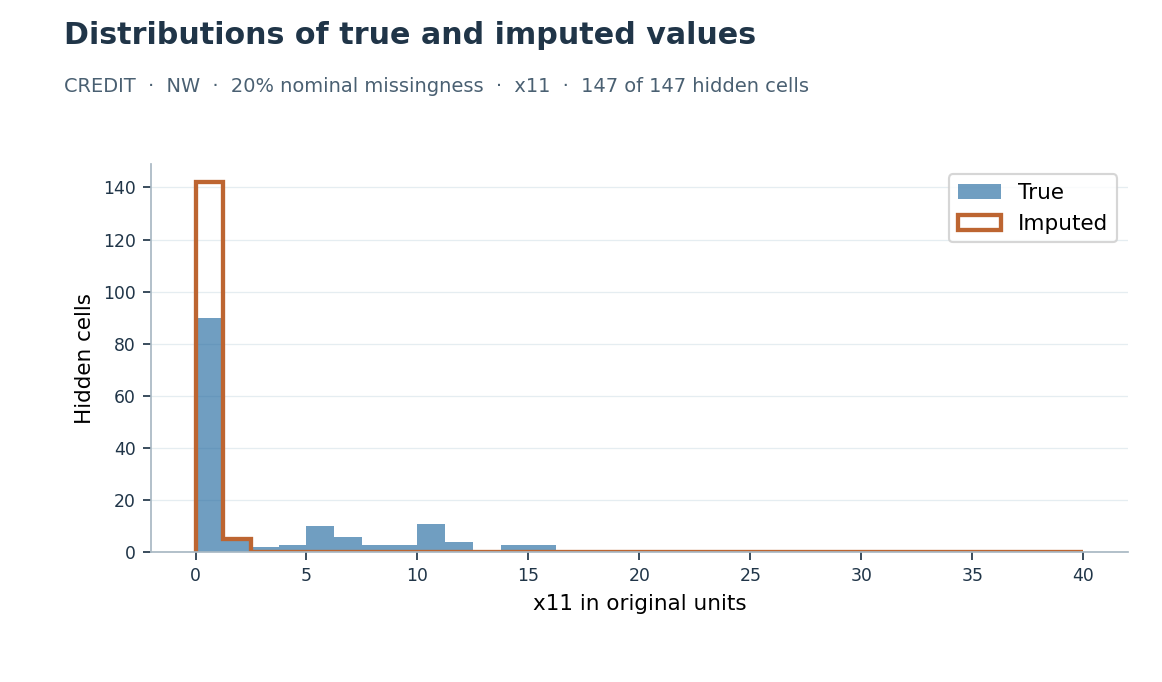 Distributions of true and imputed values
CREDIT · NW · 20% nominal missingness · x11 · 147 of 147 hidden cells
True
Imputed
Hidden cells
140
120
100
80
60
40
20
0
0 5 10 15 20 25 30 35 40
x11 in original units